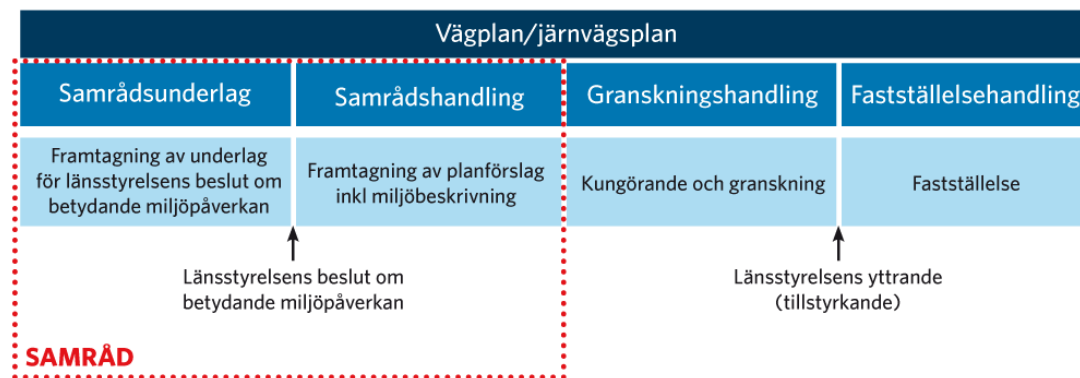 Vägplan/järnvägsplan
Samrådsunderlag
Samrådshandling
Granskningshandling
Fastställelsehandling
Framtagning av underlag
för länsstyrelsens beslut om
betydande miljöpåverkan
Framtagning av planförslag
inkl miljöbeskrivning
Kungörande och granskning
Fastställelse
Länsstyrelsens beslut om
betydande miljöpåverkan
Länsstyrelsens yttrande
(tillstyrkande)
SAMRÅD